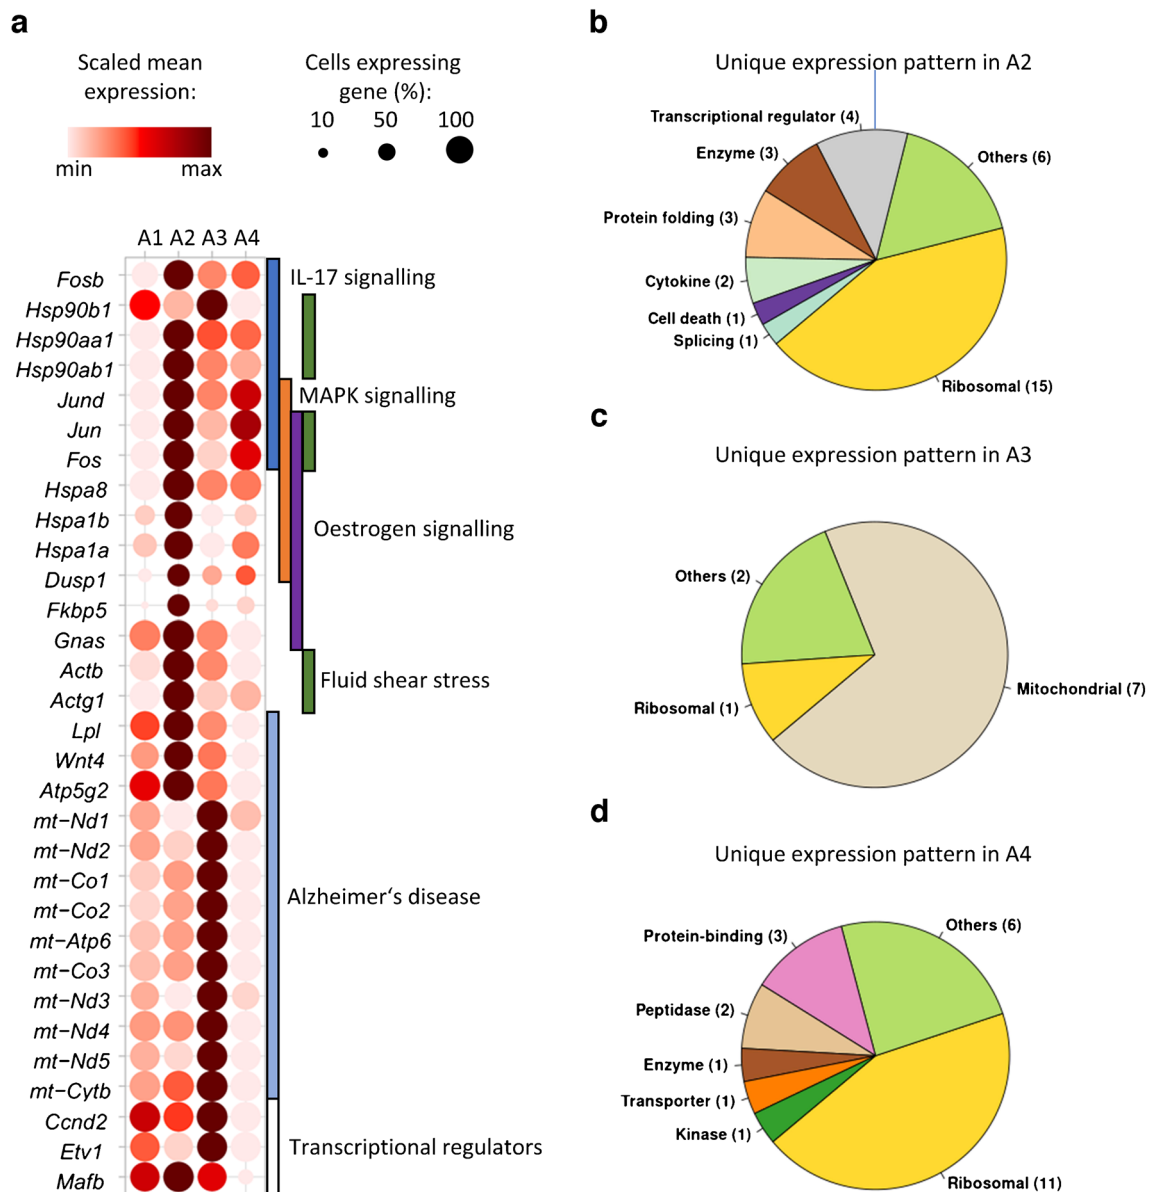 a
Scaled mean
expression:
min
max
Cells expressing
gene (%):
10 50 100
A1 A2 A3 A4
Fosb
Hsp90b1
Hsp90aa1
Hsp90ab1
Jund
Jun
Fos
Hspa8
Hspa1b
Hspa1a
Dusp1
Fkbp5
Gnas
Actb
Actg1
Lpl
Wnt4
Atp5g2
mt−Nd1
mt−Nd2
mt−Co1
mt−Co2
mt−Atp6
mt−Co3
mt−Nd3
mt−Nd4
mt−Nd5
mt−Cytb
Ccnd2
Etv1
Mafb
IL-17 signalling
MAPK signalling
Oestrogen signalling
Fluid shear stress
Alzheimer‘s disease
Transcriptional regulators
b
Unique expression pattern in A2
Transcriptional regulator (4)
Enzyme (3)
Others (6)
Protein folding (3)
Cytokine (2)
Cell death (1)
Splicing (1)
Ribosomal (15)
c
Unique expression pattern in A3
Others (2)
Mitochondrial (7)
Ribosomal (1)
d
Unique expression pattern in A4
Others (6)
Protein-binding (3)
Peptidase (2)
Enzyme (1)
Transporter (1)
Kinase (1)
Ribosomal (11)